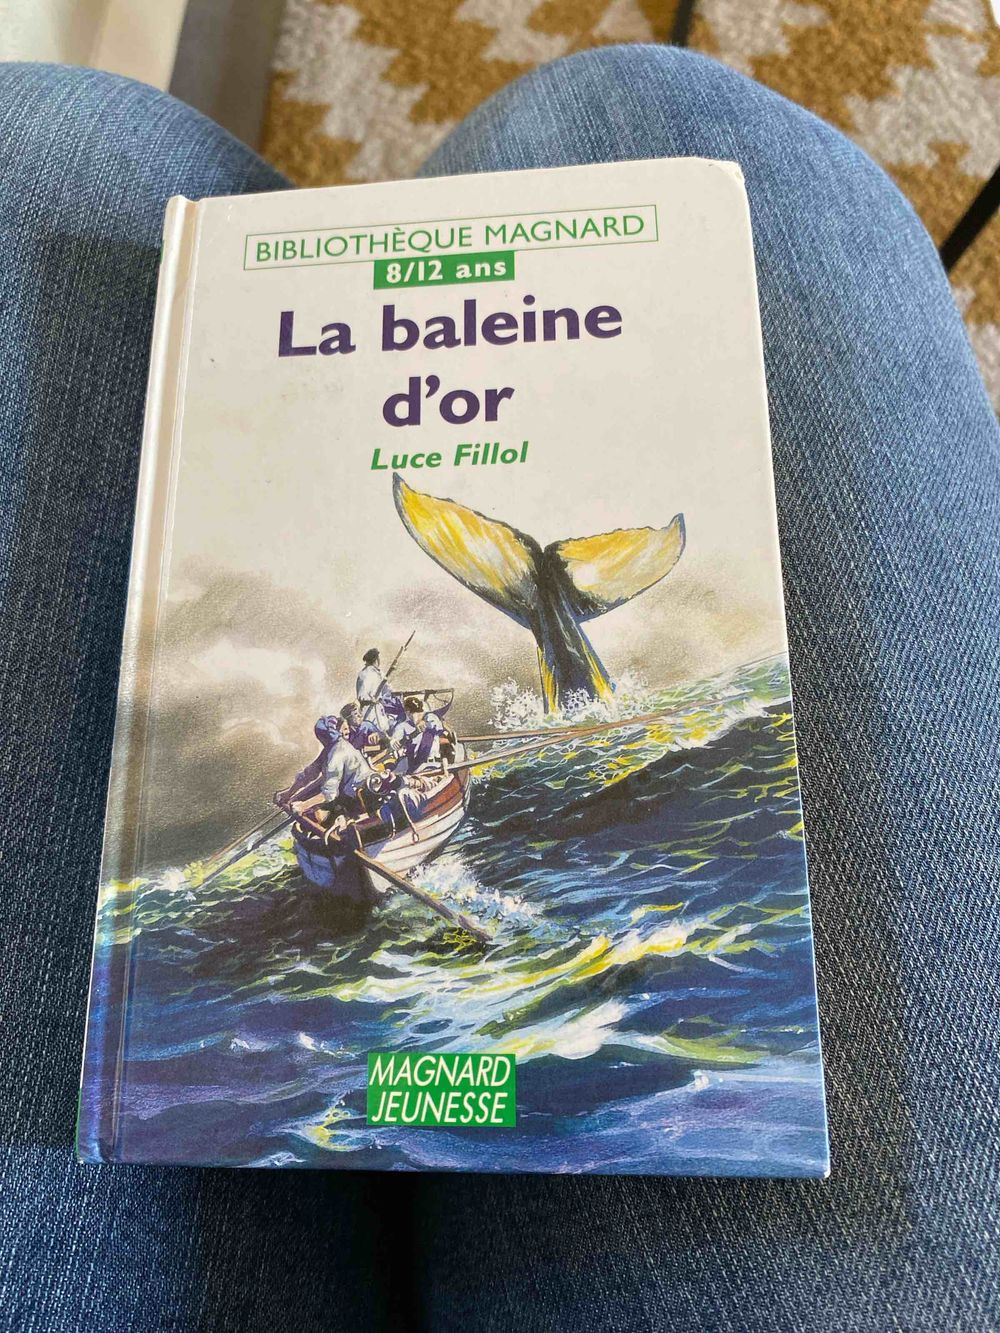 BIBLIOTHÈQUE MAGNARD
8/12 ans
La baleine
d'or
Luce Fillol
MAGNARD
JEUNESSE